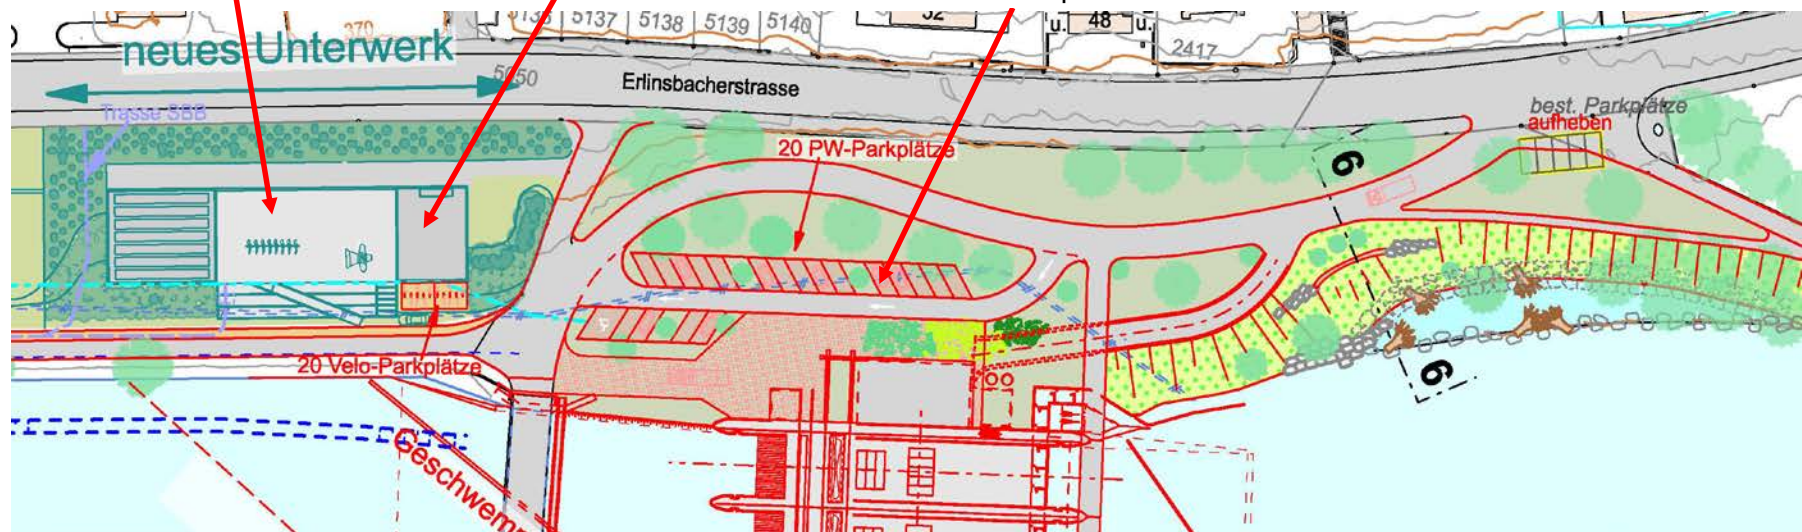 370
5137
5138
5139
5140
52
u.
48
u.
2417
neues Unterwerk
5050
Erlinsbacherstrasse
Trasse SBB
best. Parkplätze
aufheben
20 PW-Parkplätze
6
20 Velo-Parkplätze
6